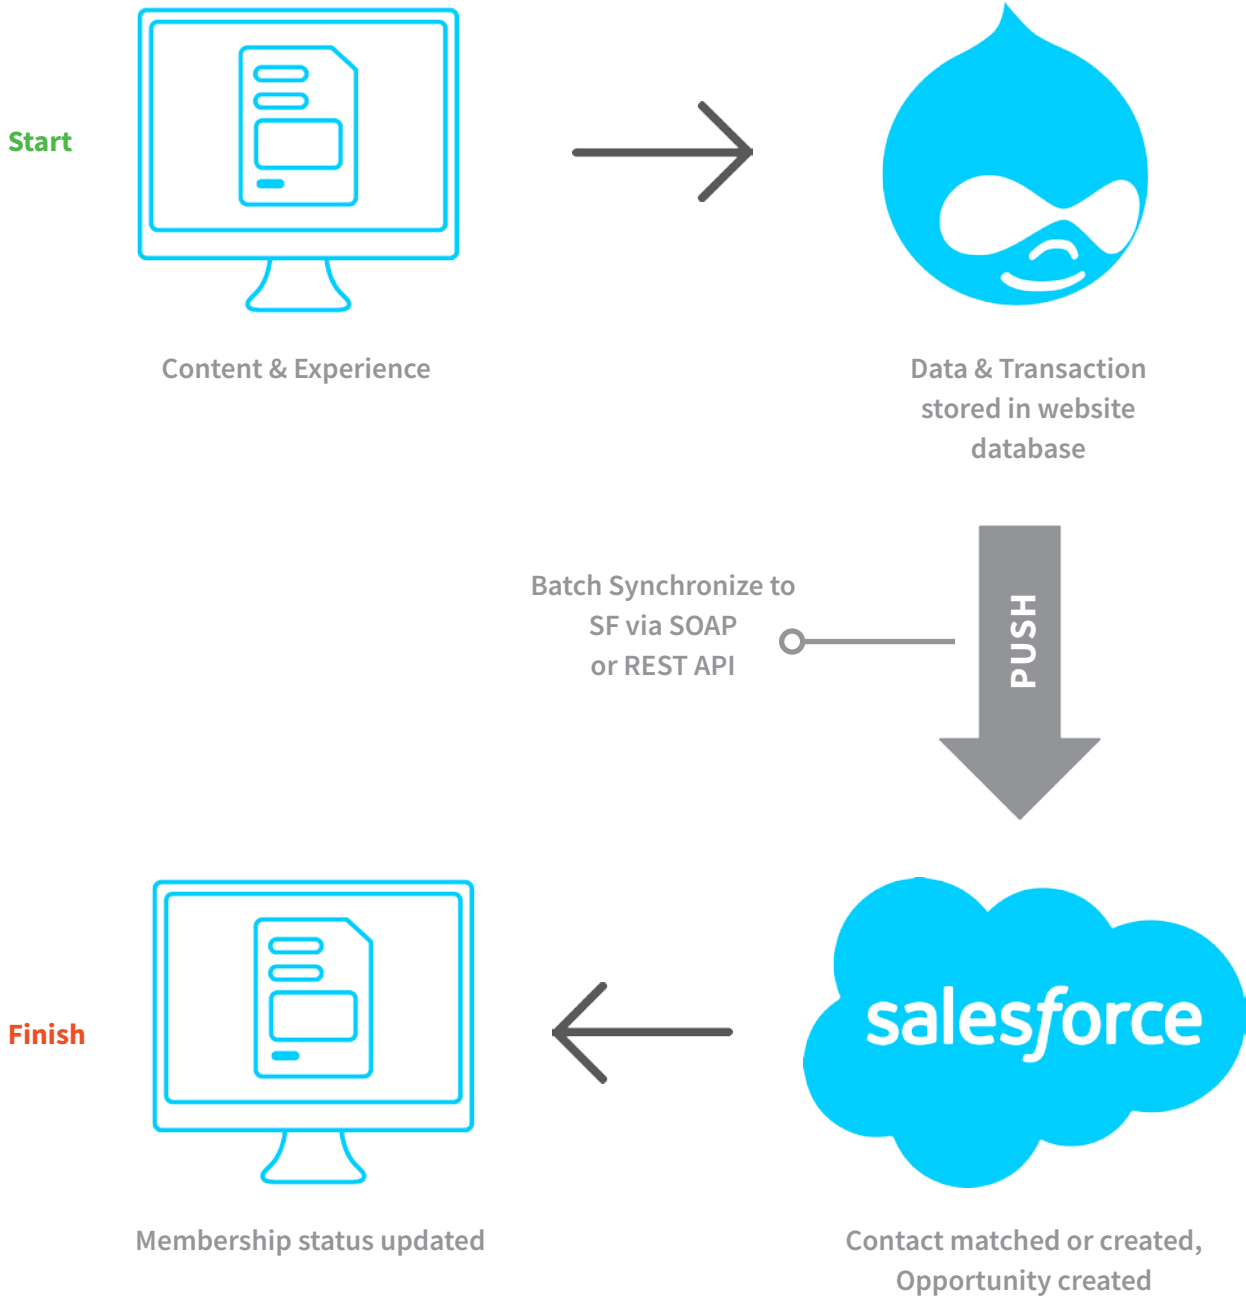 Start
Content & Experience
Data & Transaction
stored in website
database
Batch Synchronize to
SF via SOAP
or REST API
PUSH
Finish
salesforce
Membership status updated
Contact matched or created,
Opportunity created